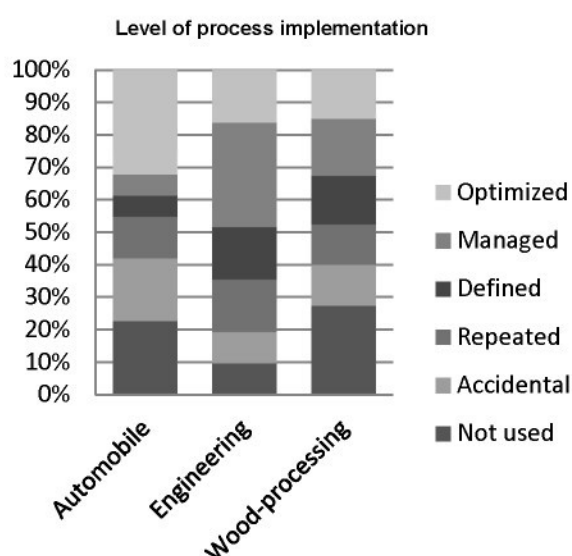 Level of process implementation
100%
90%
80%
70%
60%
50%
40%
30%
20%
10%
0%
Optimized
Managed
Defined
Repeated
Accidental
Not used
Automobile
Engineering
Wood-processing